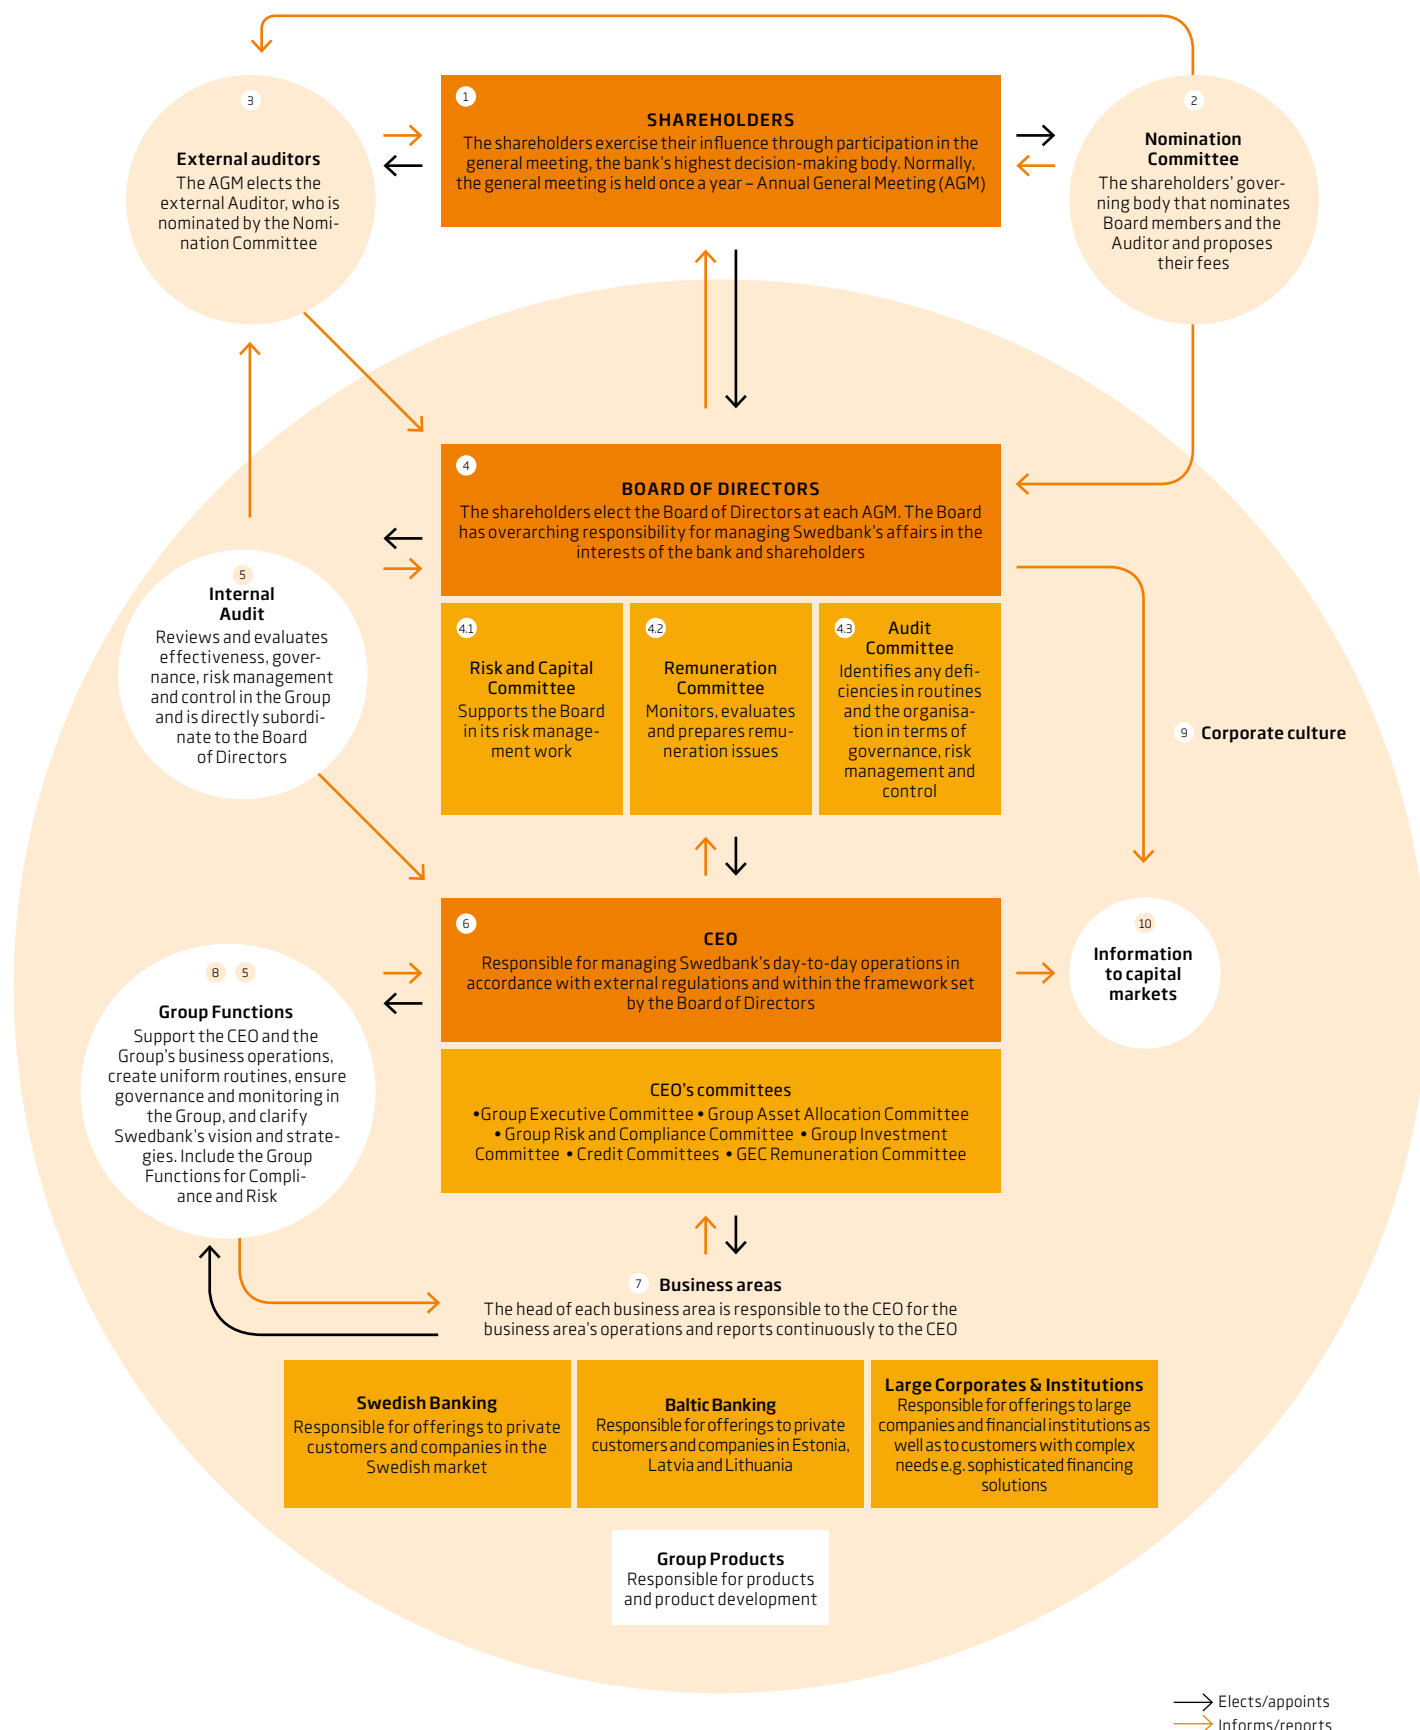 3
External auditors
The AGM elects the
external Auditor, who is
nominated by the Nomi-
nation Committee
1
SHAREHOLDERS
The shareholders exercise their influence through participation in the
general meeting, the bank's highest decision-making body. Normally,
the general meeting is held once a year – Annual General Meeting (AGM)
2
Nomination
Committee
The shareholders' gover-
ning body that nominates
Board members and the
Auditor and proposes
their fees
4
BOARD OF DIRECTORS
The shareholders elect the Board of Directors at each AGM. The Board
has overarching responsibility for managing Swedbank's affairs in the
interests of the bank and shareholders
5
Internal
Audit
Reviews and evaluates
effectiveness, gover-
nance, risk management
and control in the Group
and is directly subordi-
nate to the Board
of Directors
4.1
Risk and Capital
Committee
Supports the Board
in its risk manage-
ment work
4.2
Remuneration
Committee
Monitors, evaluates
and prepares remu-
neration issues
4.3
Audit
Committee
Identifies any defi-
ciencies in routines
and the organisa-
tion in terms of
governance, risk
management and
control
9 Corporate culture
6
CEO
Responsible for managing Swedbank's day-to-day operations in
accordance with external regulations and within the framework set
by the Board of Directors
10
Information
to capital
markets
8 5
Group Functions
Support the CEO and the
Group's business operations,
create uniform routines, ensure
governance and monitoring in
the Group, and clarify
Swedbank's vision and strate-
gies. Include the Group
Functions for Compli-
ance and Risk
CEO's committees
•Group Executive Committee • Group Asset Allocation Committee
• Group Risk and Compliance Committee • Group Investment
Committee • Credit Committees • GEC Remuneration Committee
7 Business areas
The head of each business area is responsible to the CEO for the
business area's operations and reports continuously to the CEO
Swedish Banking
Responsible for offerings to private
customers and companies in the
Swedish market
Baltic Banking
Responsible for offerings to private
customers and companies in Estonia,
Latvia and Lithuania
Large Corporates & Institutions
Responsible for offerings to large
companies and financial institutions as
well as to customers with complex
needs e.g. sophisticated financing
solutions
Group Products
Responsible for products
and product development
Elects/appoints
Informs/reports